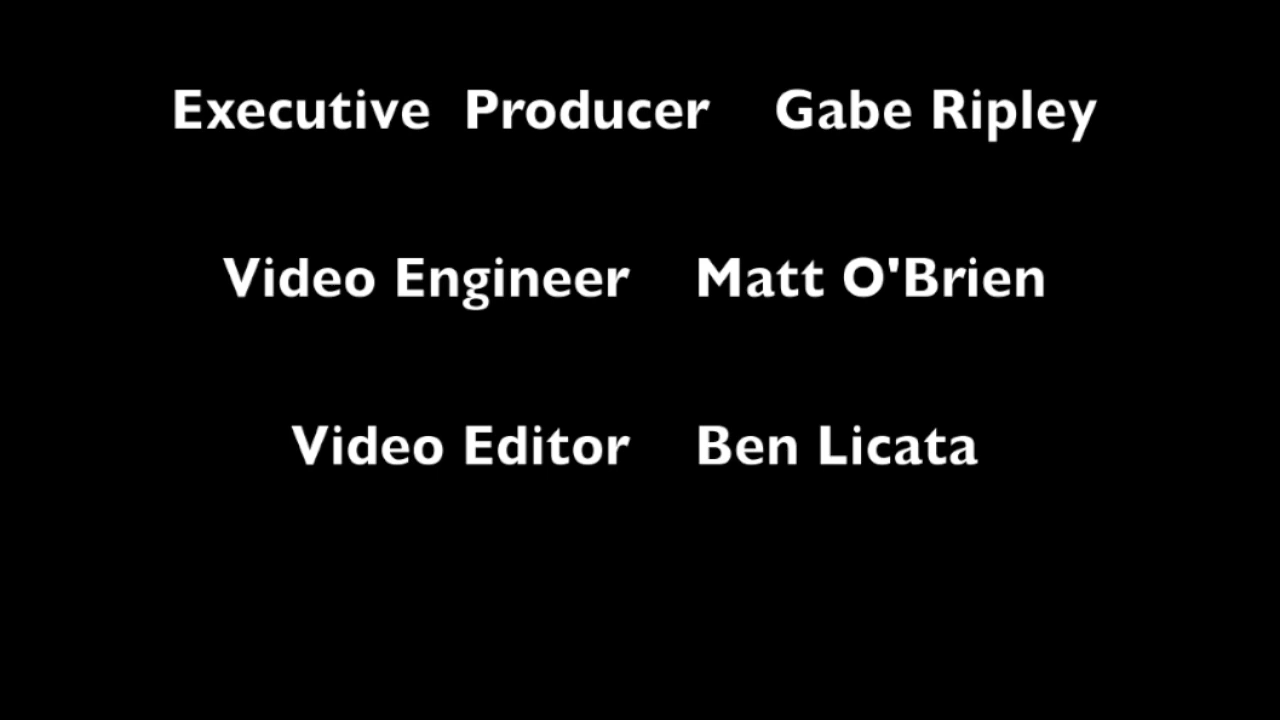 Executive Producer Gabe Ripley
Video Engineer Matt O'Brien
Video Editor Ben Licata